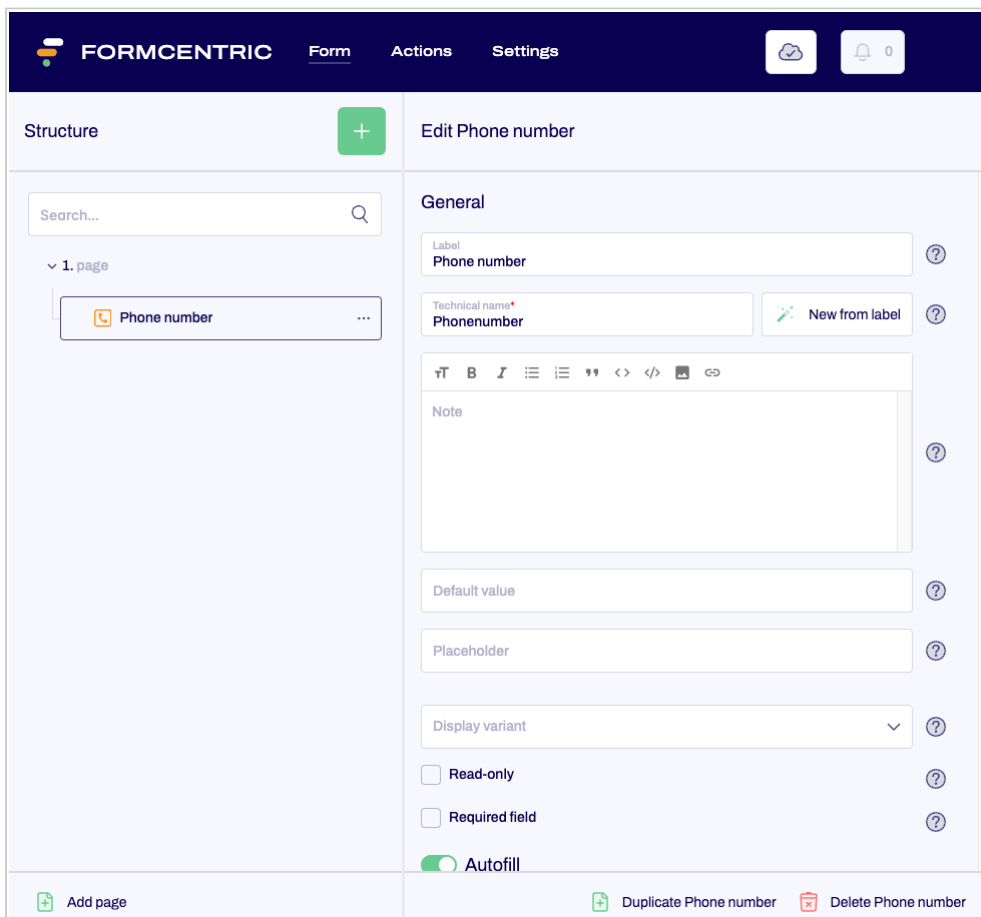 FORMCENTRIC Form Actions Settings 0
Structure
Edit Phone number
Search...
1. page
Phone number
General
Label
Phone number
Technical name*
Phonenumber
New from label
Note
Default value
Placeholder
Display variant
Read-only
Required field
Autofill
Add page
Duplicate Phone number
Delete Phone number